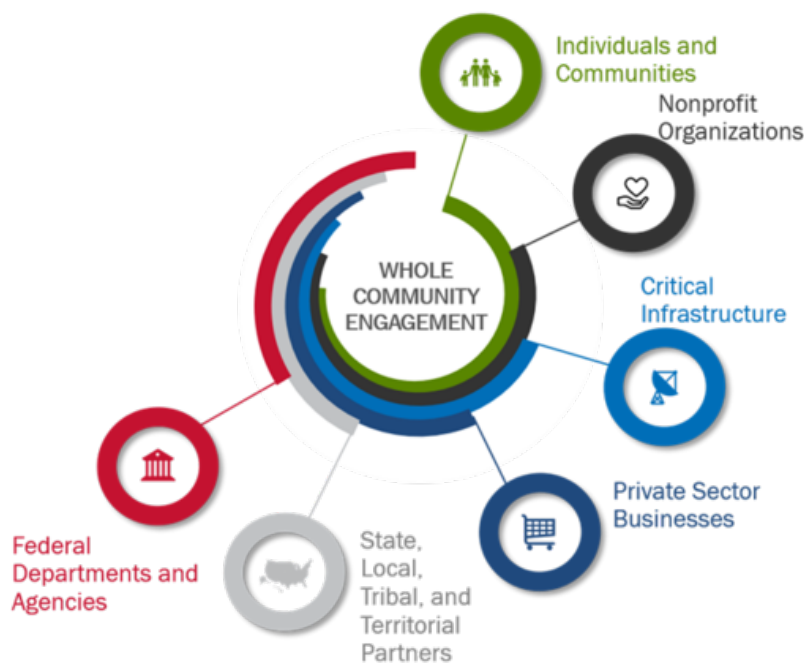 Individuals and
Communities
Nonprofit
Organizations
WHOLE
COMMUNITY
ENGAGEMENT
Critical
Infrastructure
Private Sector
Businesses
State,
Local,
Tribal, and
Territorial
Partners
Federal
Departments and
Agencies